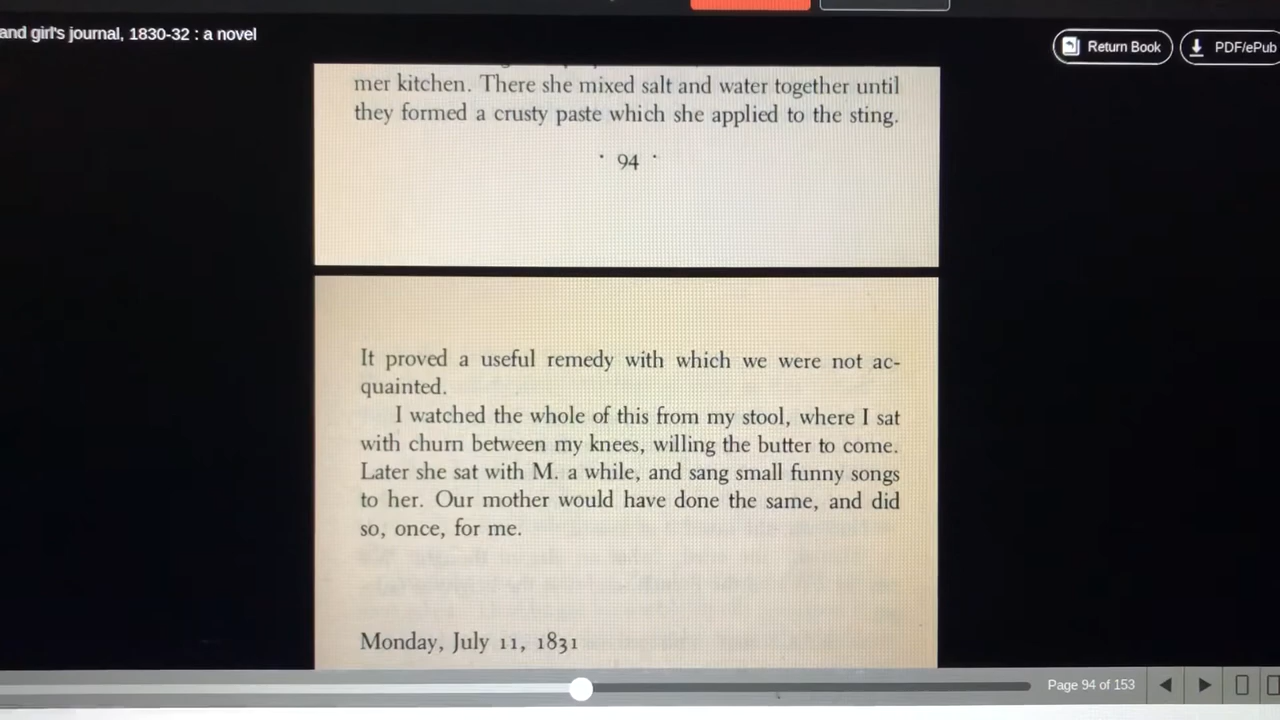 and girl's journal, 1830-32 : a novel
Return Book
PDF/ePub
mer kitchen. There she mixed salt and water together until
they formed a crusty paste which she applied to the sting.
· 94 ·
It proved a useful remedy with which we were not ac-
quainted.
I watched the whole of this from my stool, where I sat
with churn between my knees, willing the butter to come.
Later she sat with M. a while, and sang small funny songs
to her. Our mother would have done the same, and did
so, once, for me.
Monday, July 11, 1831
Page 94 of 153